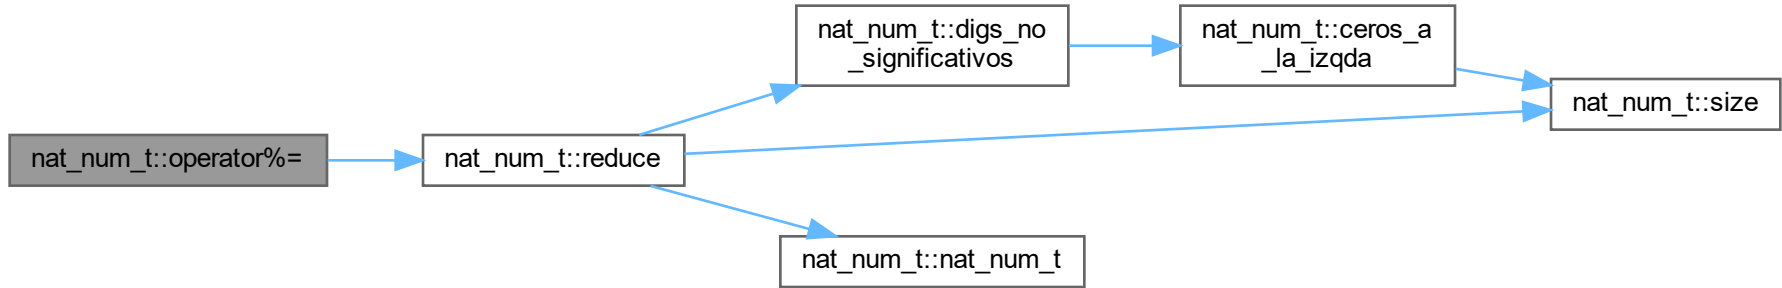 nat_num_t::operator%=
nat_num_t::reduce
nat_num_t::digs_no
_significativos
nat_num_t::ceros_a
_la_izqda
nat_num_t::size
nat_num_t::nat_num_t